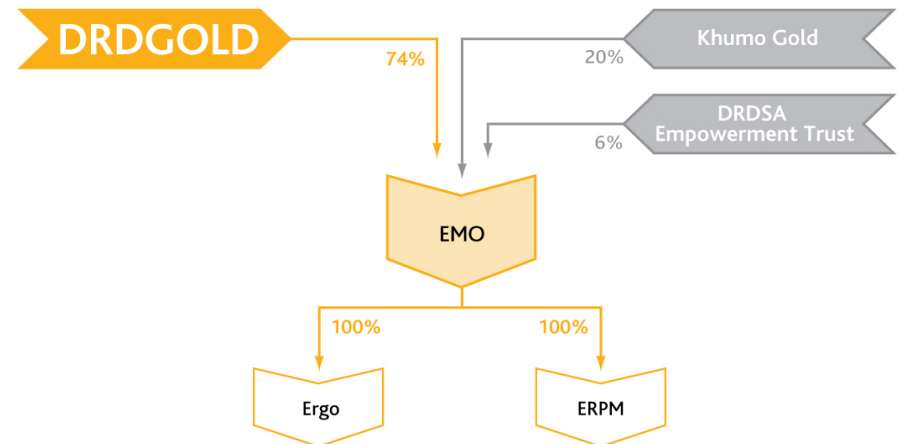 DRDGOLD
74%
20%
Khumo Gold
6%
DRDSA
Empowerment Trust
EMO
100%
100%
Ergo
ERPM